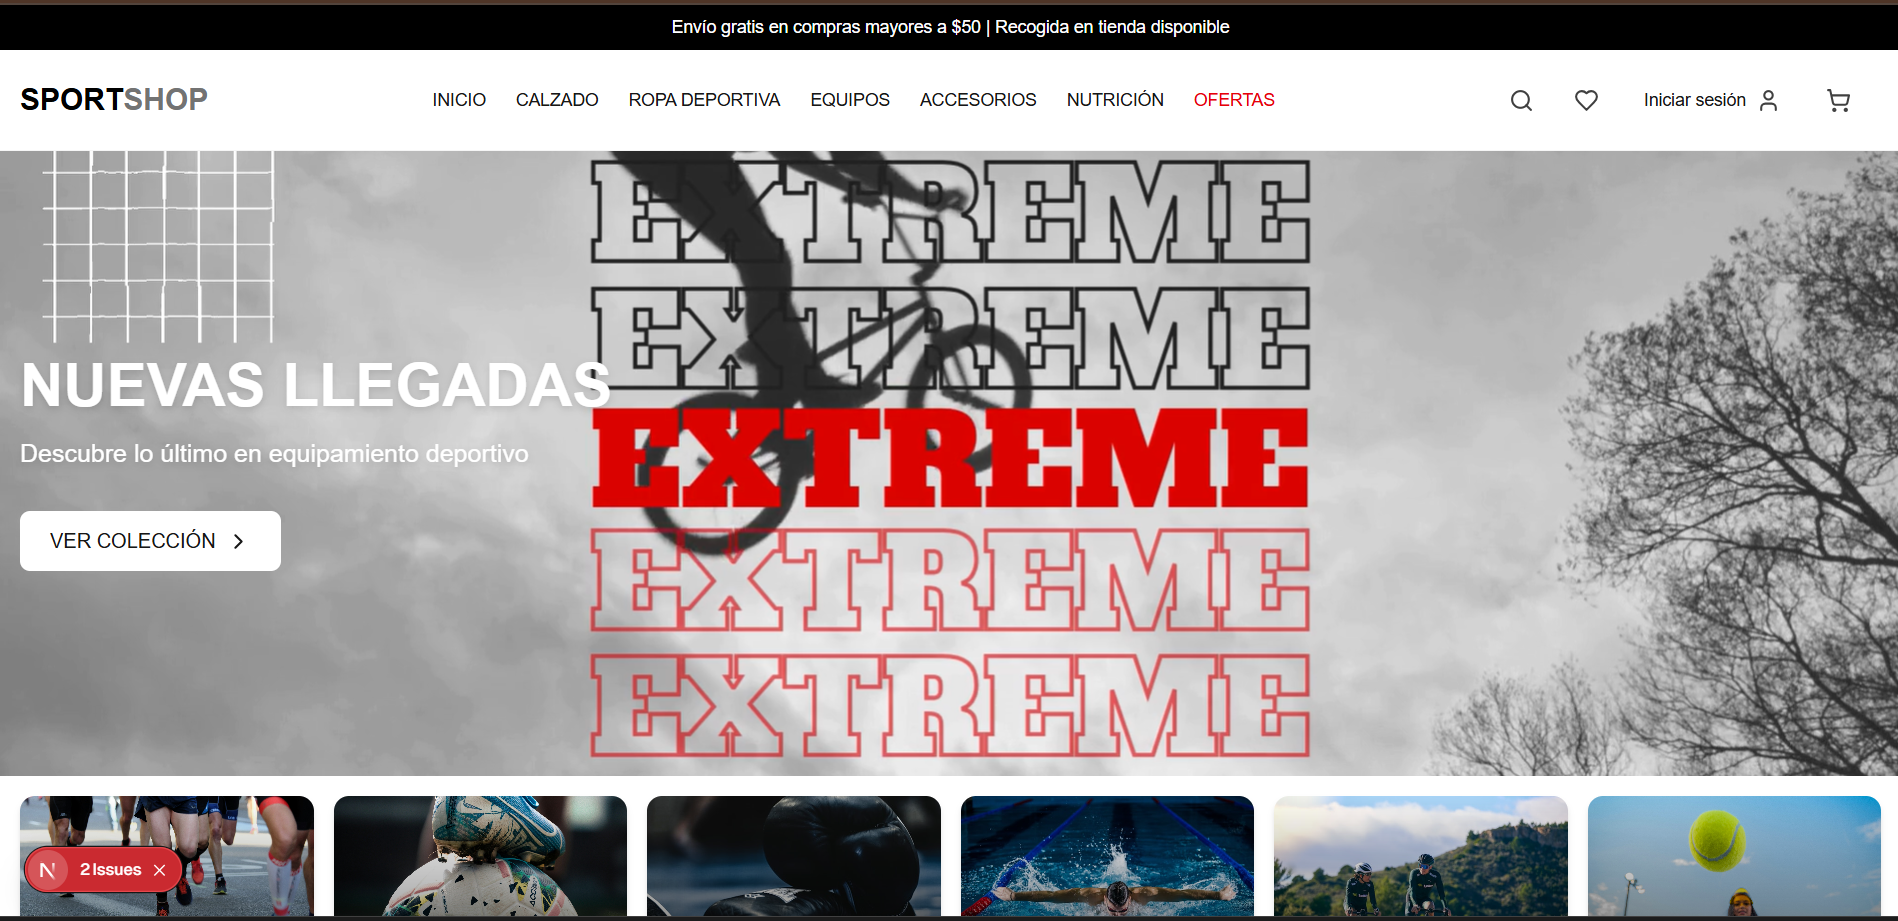 Envío gratis en compras mayores a $50 | Recogida en tienda disponible
SPORTSHOP
INICIO CALZADO ROPA DEPORTIVA EQUIPOS ACCESORIOS NUTRICIÓN OFERTAS
Iniciar sesión
EXTREME
EXTREME
NUEVAS LLEGADAS
EXTREME
Descubre lo último en equipamiento deportivo
VER COLECCIÓN
EXTREME
EXTREME
N 2 Issues